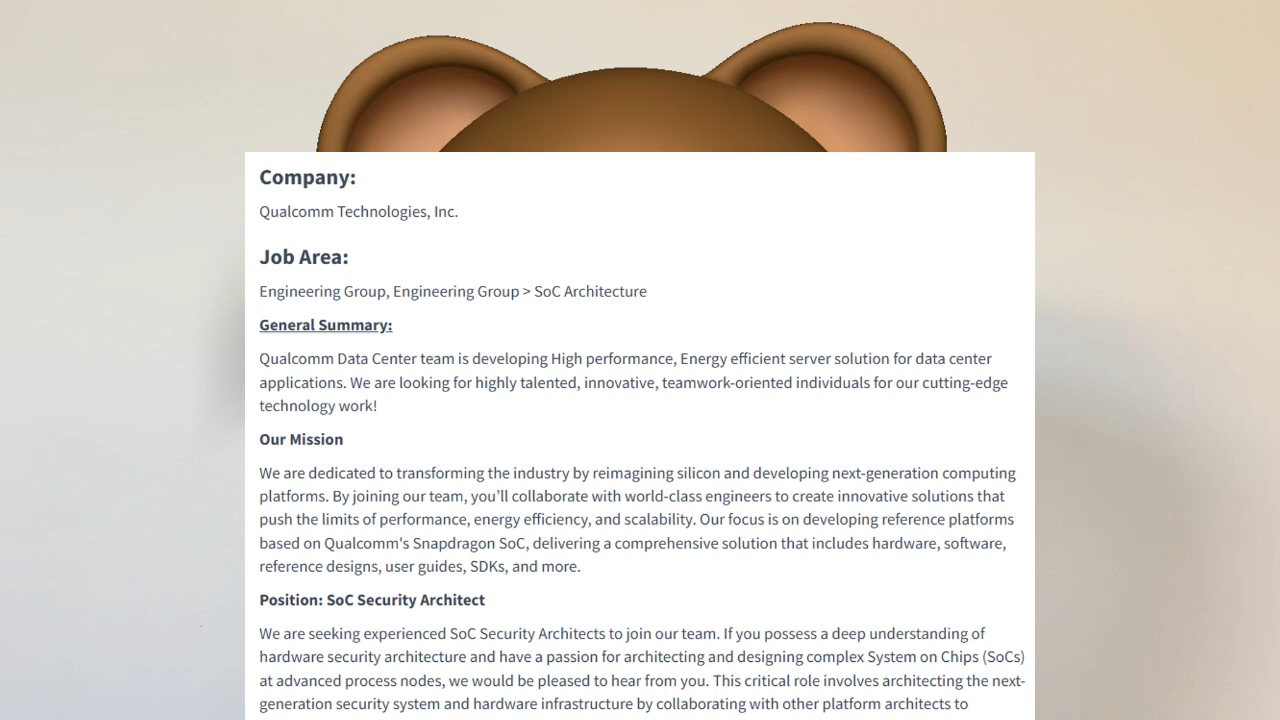 Company:
Qualcomm Technologies, Inc.
Job Area:
Engineering Group, Engineering Group > SoC Architecture
General Summary:
Qualcomm Data Center team is developing High performance, Energy efficient server solution for data center
applications. We are looking for highly talented, innovative, teamwork-oriented individuals for our cutting-edge
technology work!
Our Mission
We are dedicated to transforming the industry by reimagining silicon and developing next-generation computing
platforms. By joining our team, you’ll collaborate with world-class engineers to create innovative solutions that
push the limits of performance, energy efficiency, and scalability. Our focus is on developing reference platforms
based on Qualcomm's Snapdragon SoC, delivering a comprehensive solution that includes hardware, software,
reference designs, user guides, SDKs, and more.
Position: SoC Security Architect
We are seeking experienced SoC Security Architects to join our team. If you possess a deep understanding of
hardware security architecture and have a passion for architecting and designing complex System on Chips (SoCs)
at advanced process nodes, we would be pleased to hear from you. This critical role involves architecting the next-
generation security system and hardware infrastructure by collaborating with other platform architects to